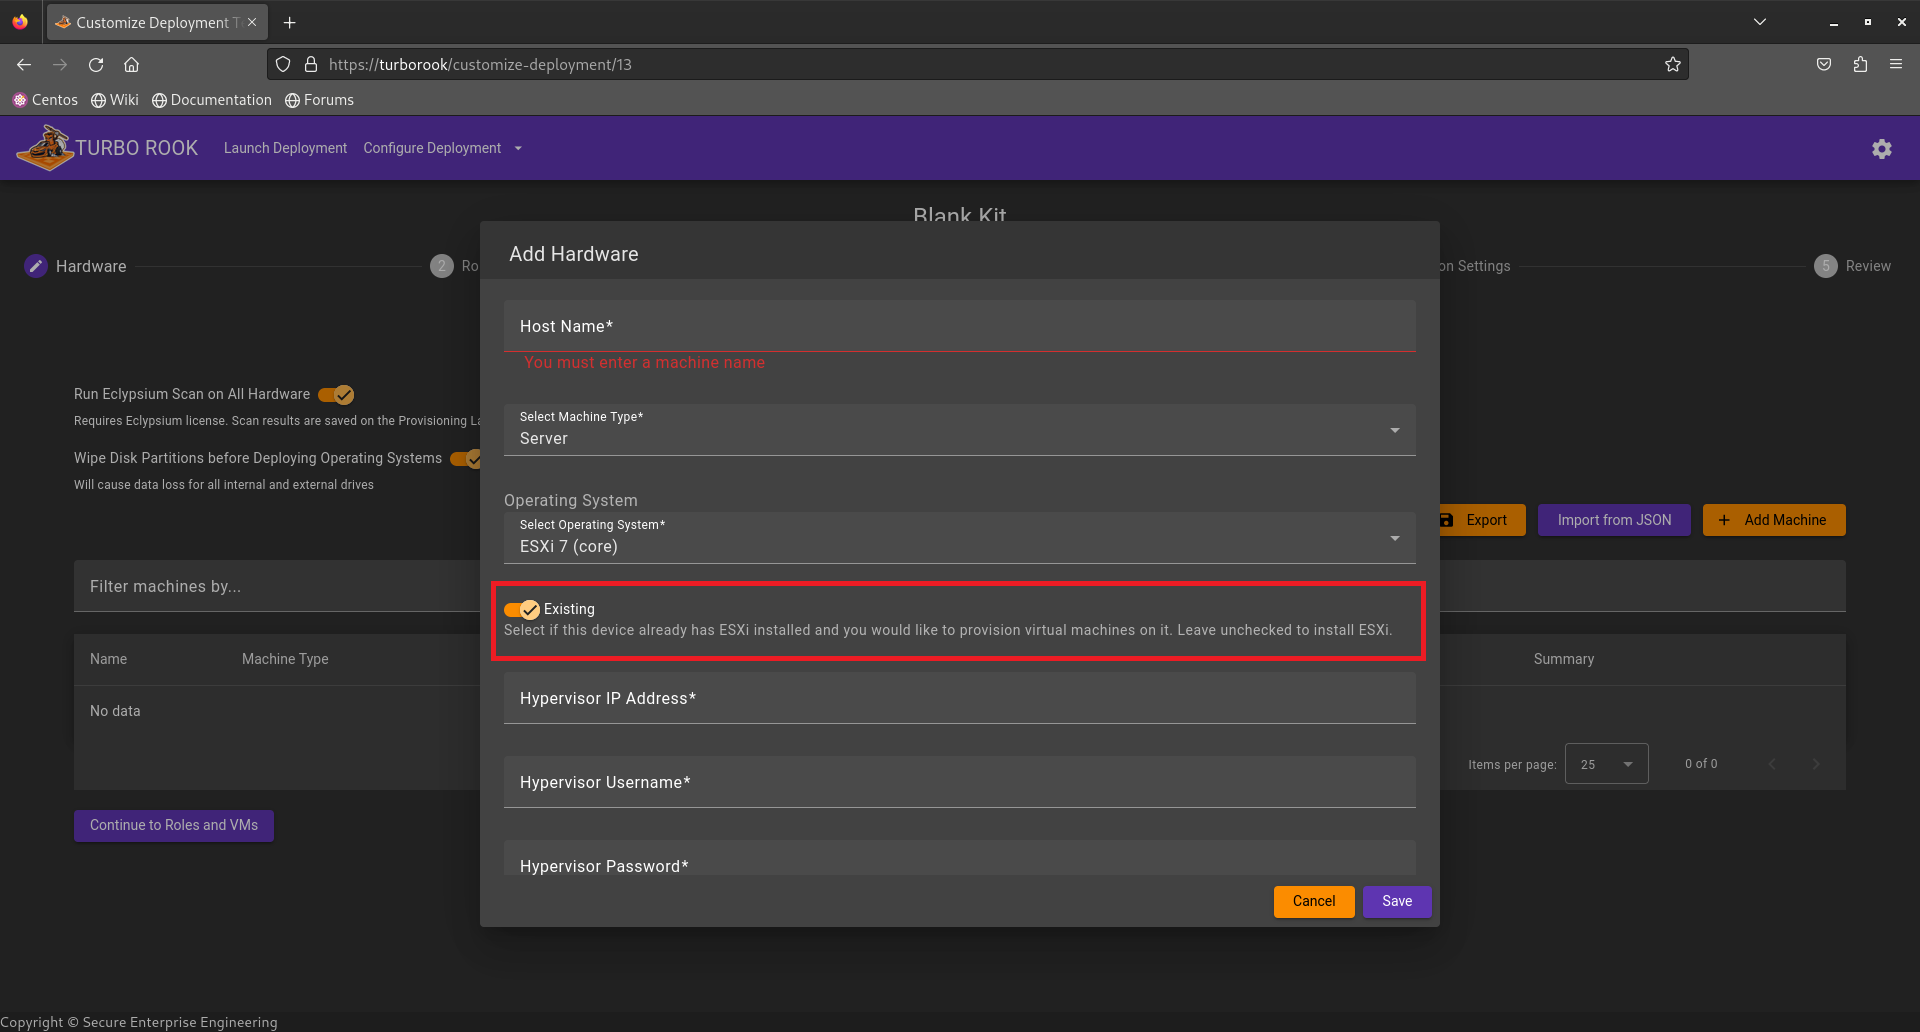 Customize Deployment T
https://turborook/customize-deployment/13
Centos Wiki Documentation Forums
TURBO ROOK Launch Deployment Configure Deployment
Blank Kit
Hardware 2 Ro on Settings 5 Review
Add Hardware
Host Name*
You must enter a machine name
Run Eclypsium Scan on All Hardware
Requires Eclypsium license. Scan results are saved on the Provisioning La
Select Machine Type*
Server
Wipe Disk Partitions before Deploying Operating Systems
Will cause data loss for all internal and external drives
Operating System
Select Operating System*
ESXi 7 (core)
Export Import from JSON + Add Machine
Filter machines by...
Existing
Select if this device already has ESXi installed and you would like to provision virtual machines on it. Leave unchecked to install ESXi.
Name Machine Type Summary
No data
Hypervisor IP Address*
Hypervisor Username*
Items per page: 25 0 of 0
Continue to Roles and VMs
Hypervisor Password*
Cancel Save
Copyright © Secure Enterprise Engineering